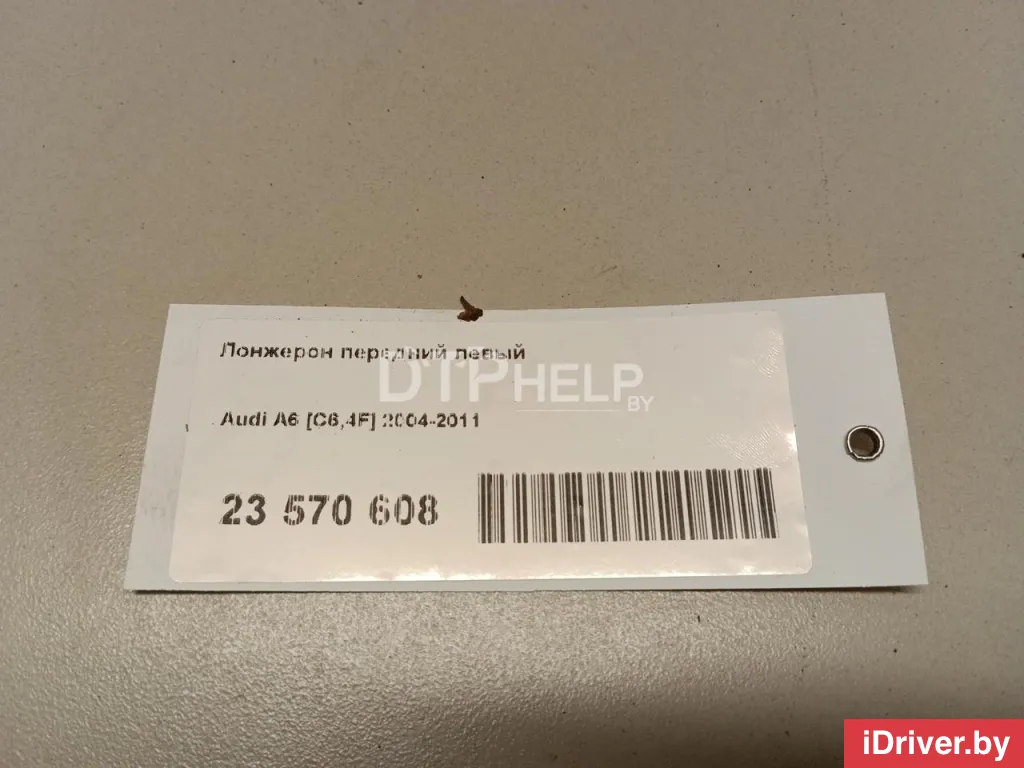 Лонжерон передний левый
DTPHELP
BY
Audi A6 [C6,4F] 2004-2011
23 570 608
iDriver.by